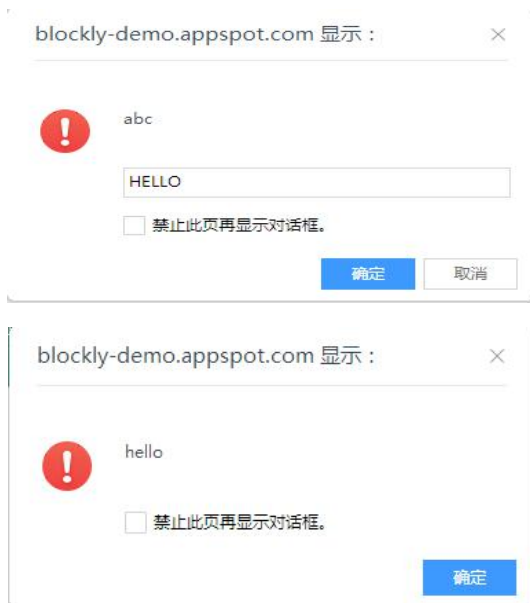 blockly-demo.appspot.com 显示：
abc
HELLO
禁止此页再显示对话框。
确定 取消
blockly-demo.appspot.com 显示：
hello
禁止此页再显示对话框。
确定